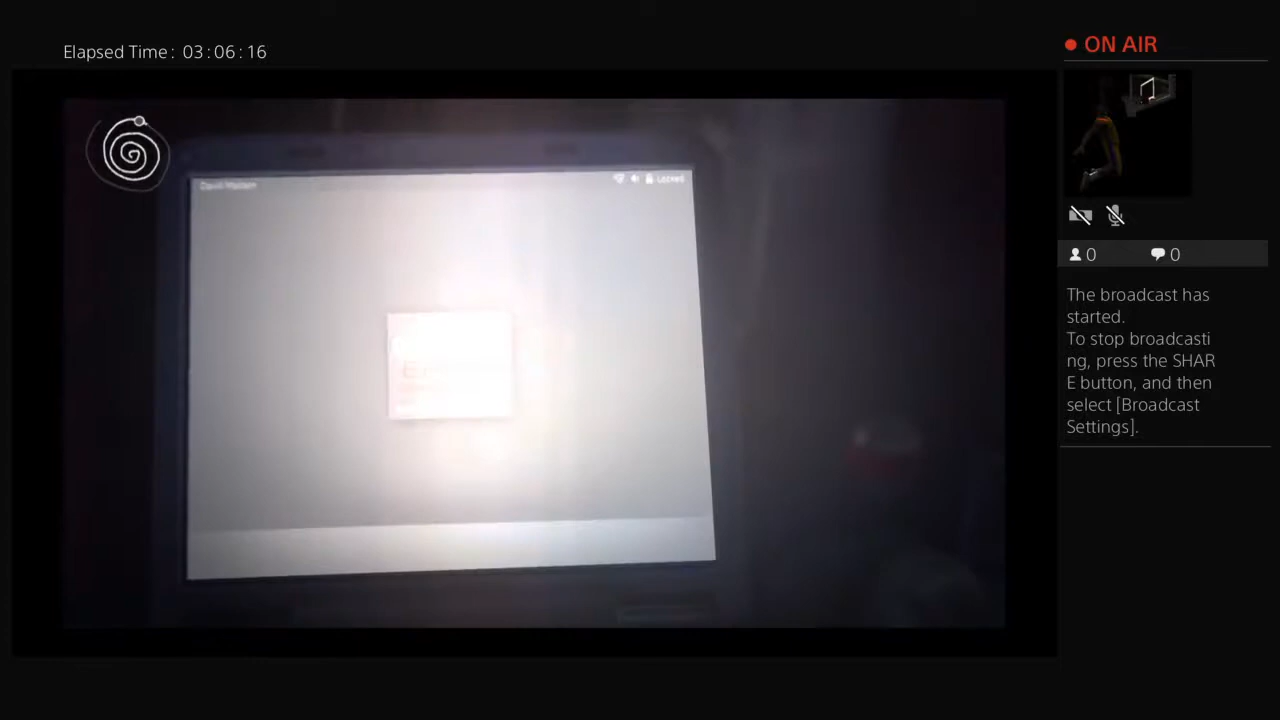 Elapsed Time: 03:06:16
ON AIR
Locked
0
0
The broadcast has
started.
To stop broadcasti
ng, press the SHAR
E button, and then
select [Broadcast
Settings].